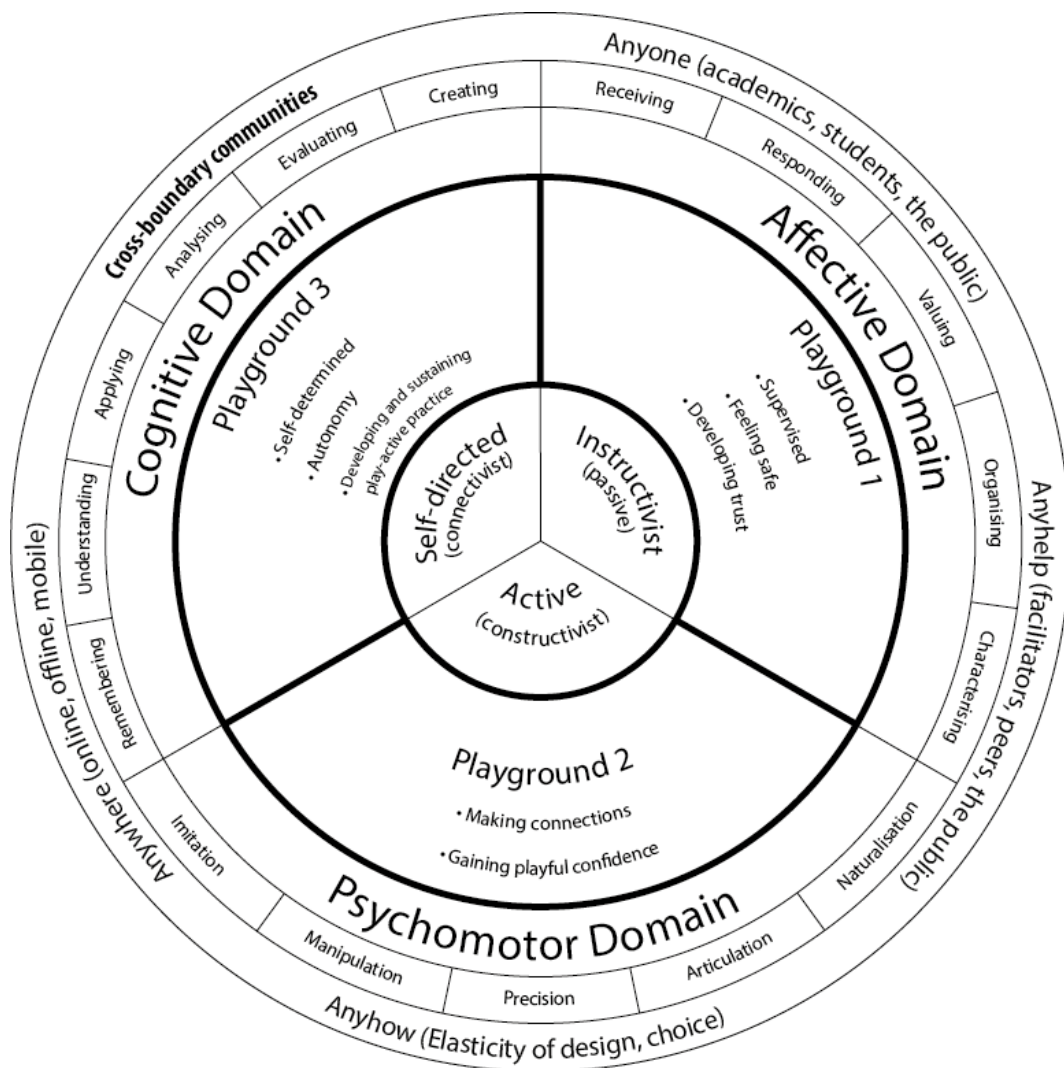 Cross-boundary communities
Anyone (academics, students, the public)
Anyhelp (facilitators, peers, the public)
Anyhow (Elasticity of design, choice)
Anywhere (online, offline, mobile)
Receiving
Responding
Valuing
Organising
Characterising
Naturalisation
Articulation
Precision
Manipulation
Imitation
Remembering
Understanding
Applying
Analysing
Evaluating
Creating
Cognitive Domain
Affective Domain
Psychomotor Domain
Playground 3
• Self-determined
• Autonomy
• Developing and sustaining
play-active practice
Playground 1
• Supervised
• Feeling safe
• Developing trust
Self-directed
(connectivist)
Instructivist
(passive)
Active
(constructivist)
Playground 2
• Making connections
• Gaining playful confidence